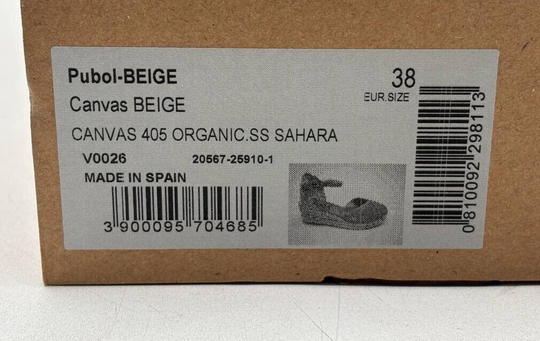 Pubol-BEIGE
38
EUR.SIZE
Canvas BEIGE
CANVAS 405 ORGANIC.SS SAHARA
V0026 20567-25910-1
MADE IN SPAIN
3 900095 704685
0 810092 298113